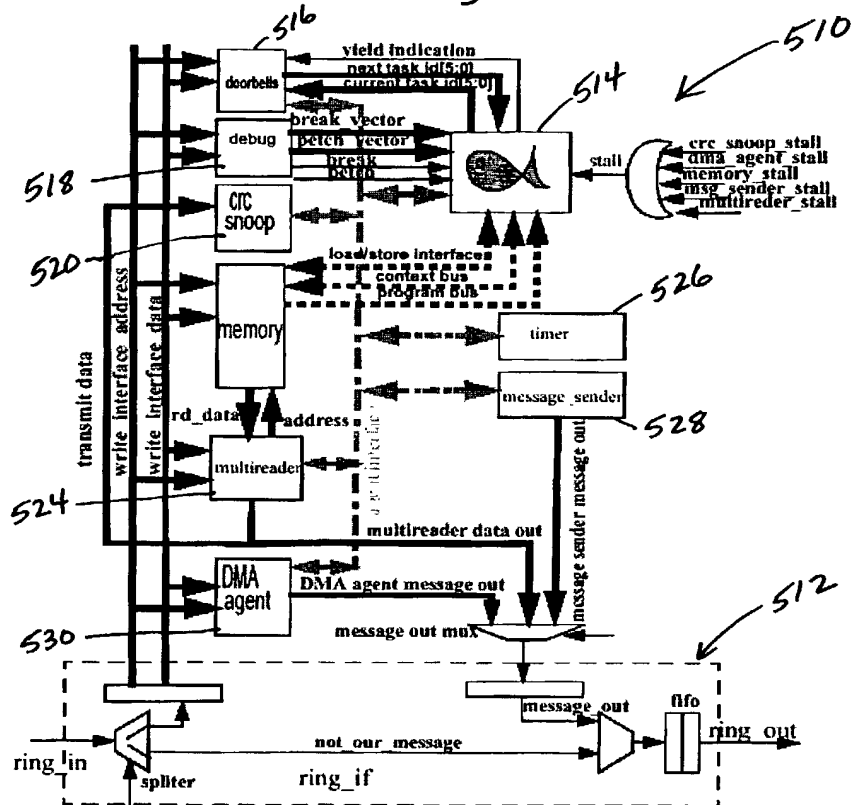 516
510
yield indication
next task id[5:0]
current task id[5:0]
doorbells
514
break_vector
debug
petch_vector
break
petch
518
stall
crc_snoop_stall
dma_agent_stall
memory_stall
msg_sender_stall
multireder_stall
crc
snoop
520
load/store interface
context bus
program bus
526
timer
memory
message_sender
528
transmit data
write interface address
write interface data
rd_data
address
multireader
524
message sender message out
multireader data out
DMA
agent
DMA agent message out
530
message out mux
512
fifo
message_out
ring_out
not_our_message
ring_in
spliter
ring_if